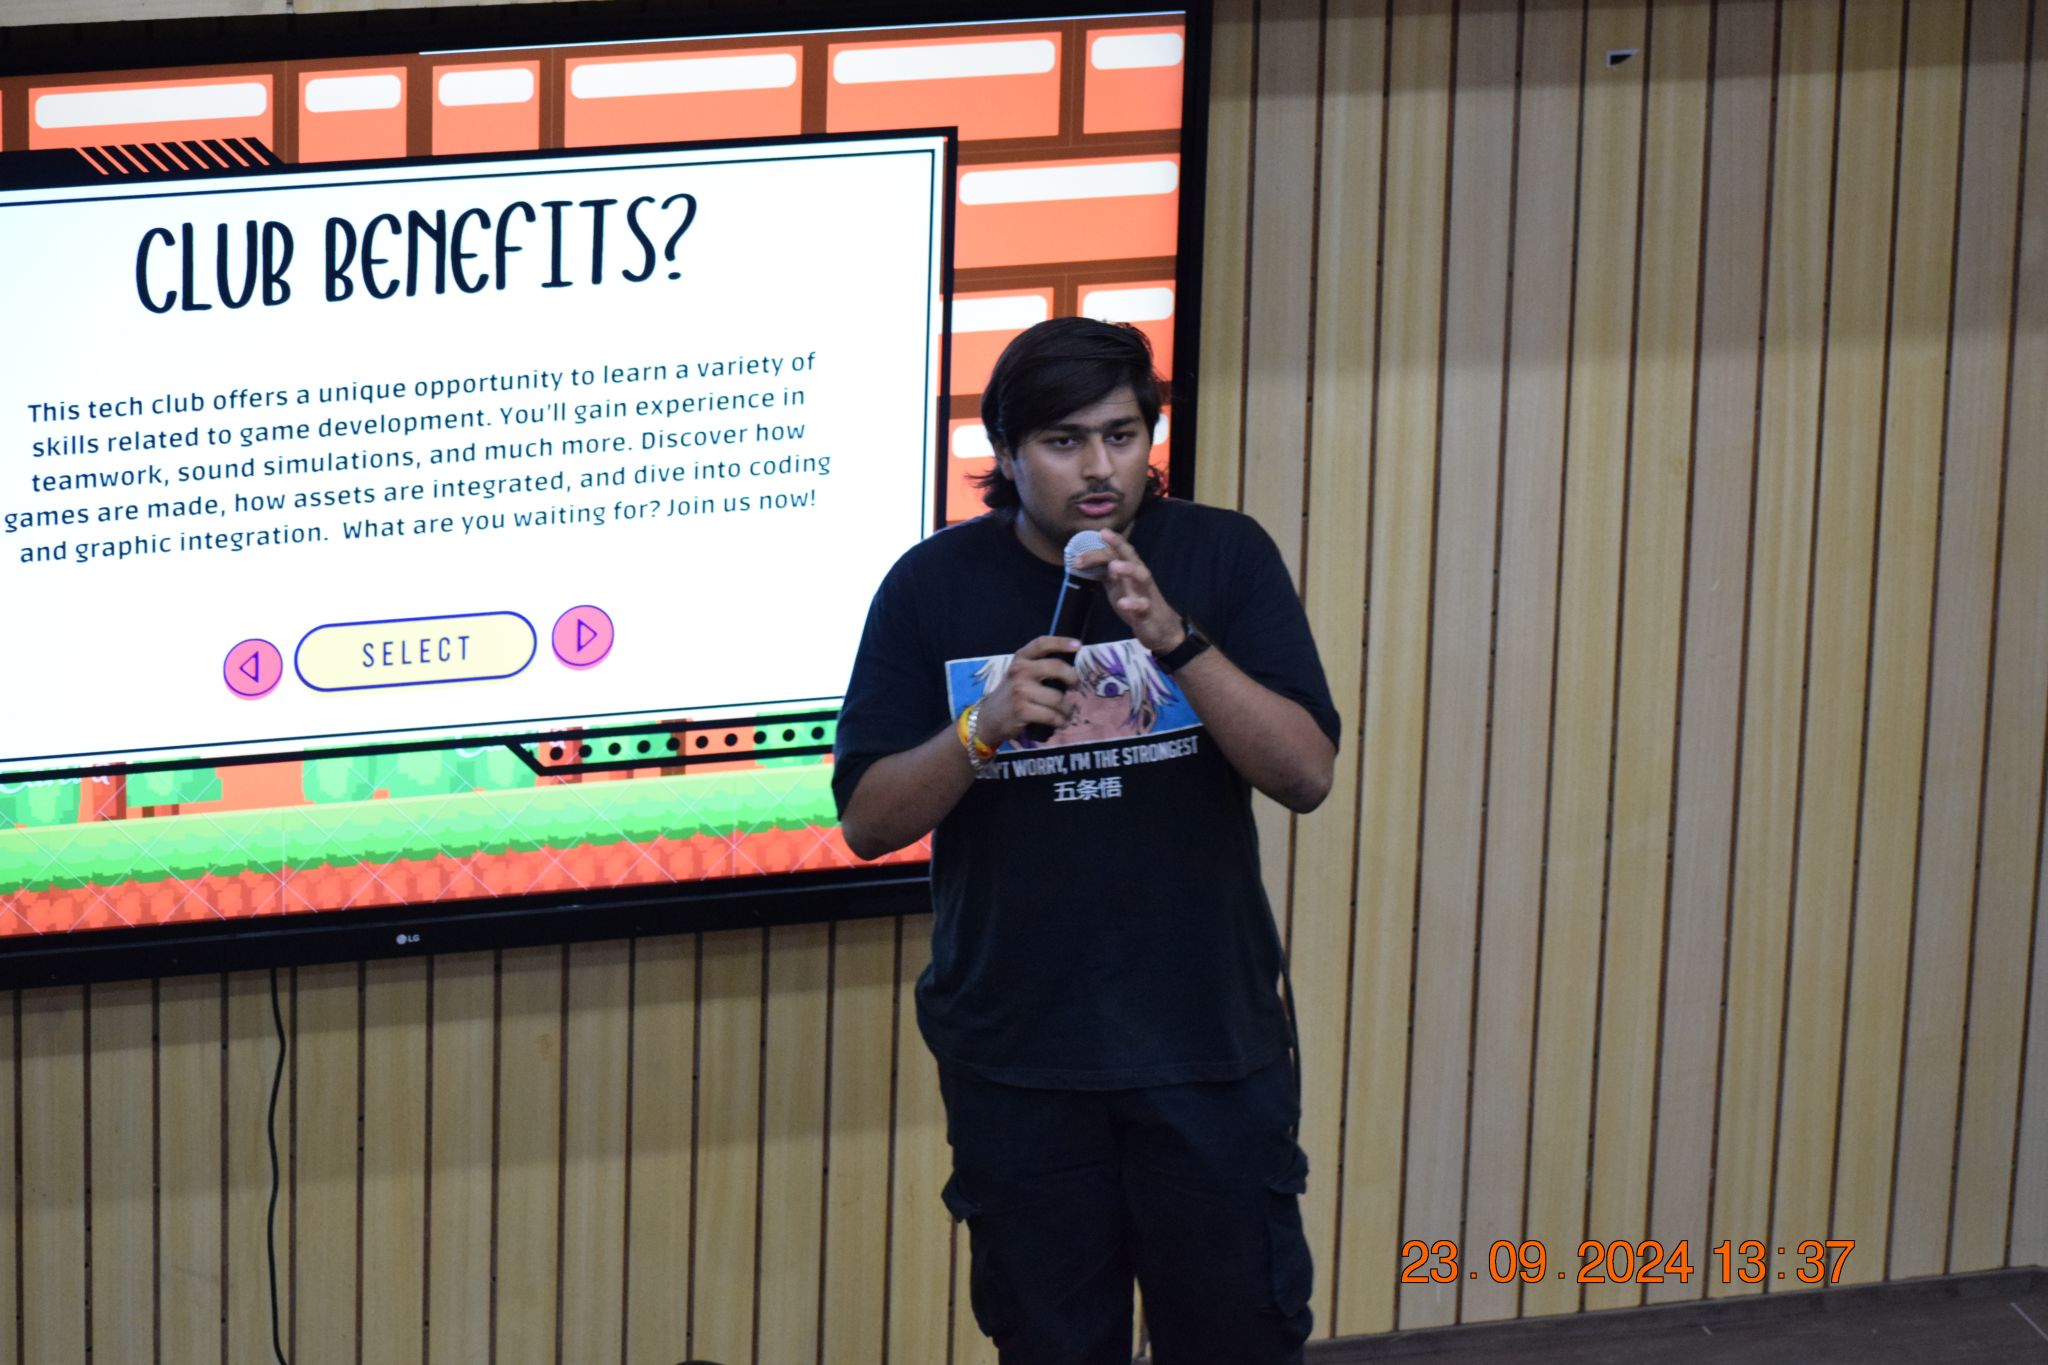 CLUB BENEFITS?
This tech club offers a unique opportunity to learn a variety of
skills related to game development. You'll gain experience in
teamwork, sound simulations, and much more. Discover how
games are made, how assets are integrated, and dive into coding
and graphic integration. What are you waiting for? Join us now!
SELECT
LG
WORRY, I'M THE STRONGEST
五条悟
23.09.2024 13:37